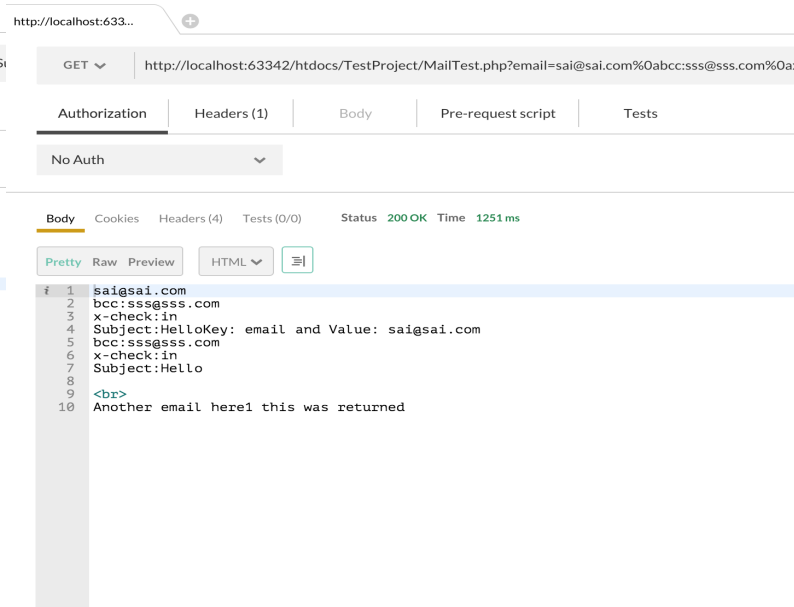 http://localhost:633...
GET http://localhost:63342/htdocs/TestProject/MailTest.php?email=sai@sai.com%0abcc:sss@sss.com%0a
Authorization Headers (1) Body Pre-request script Tests
No Auth
Body Cookies Headers (4) Tests (0/0) Status 200 OK Time 1251 ms
Pretty Raw Preview HTML
i 1 sai@sai.com
2 bcc:sss@sss.com
3 x-check:in
4 Subject:HelloKey: email and Value: sai@sai.com
5 bcc:sss@sss.com
6 x-check:in
7 Subject:Hello
8
9 <br>
10 Another email here1 this was returned